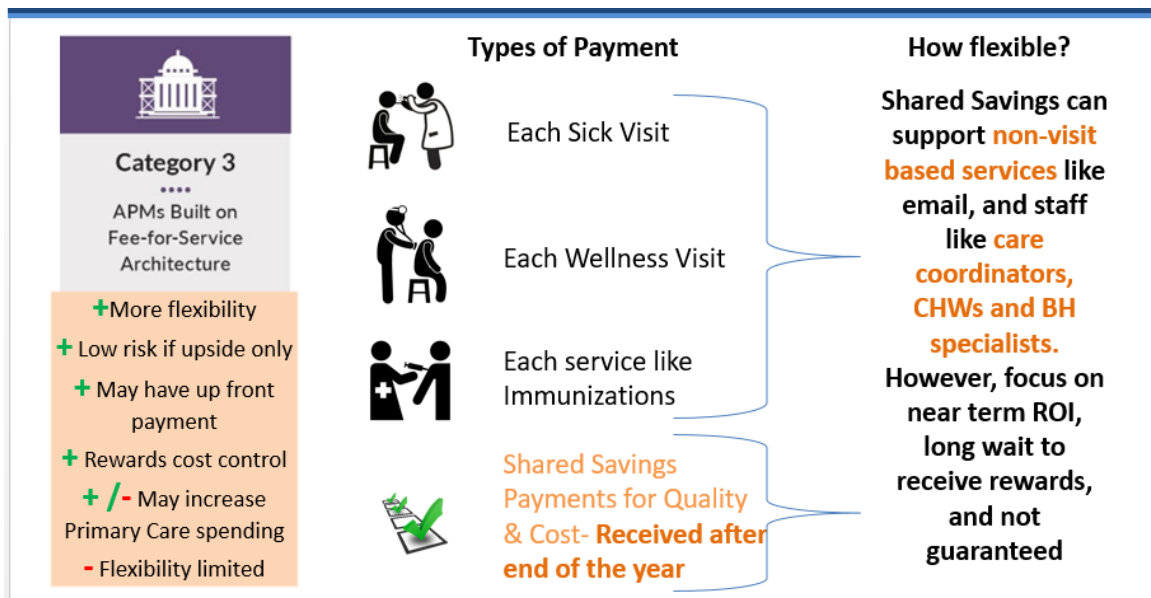 Category 3
APMs Built on
Fee-for-Service
Architecture
+More flexibility
+ Low risk if upside only
+ May have up front
payment
+ Rewards cost control
+ /- May increase
Primary Care spending
- Flexibility limited
Types of Payment
Each Sick Visit
Each Wellness Visit
Each service like
Immunizations
Shared Savings
Payments for Quality
& Cost- Received after
end of the year
How flexible?
Shared Savings can
support non-visit
based services like
email, and staff
like care
coordinators,
CHWs and BH
specialists.
However, focus on
near term ROI,
long wait to
receive rewards,
and not
guaranteed